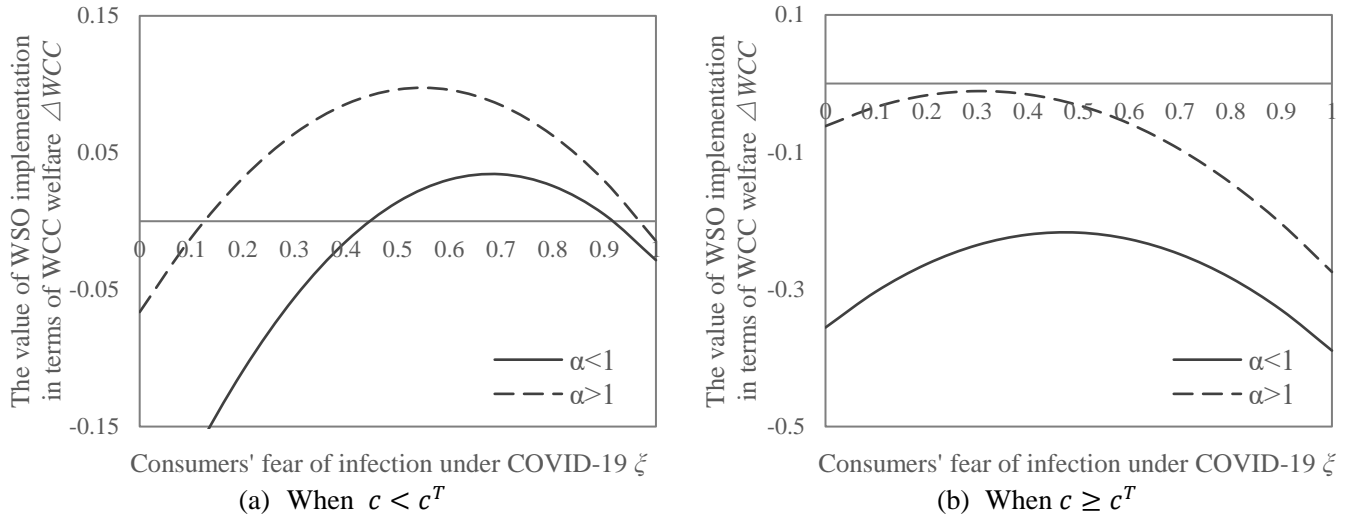 The value of WSO implementation
in terms of WCC welfare △WCC
0.15
0.05
-0.05
-0.15
0 0.1 0.2 0.3 0.4 0.5 0.6 0.7 0.8 0.9 1
α<1
α>1
Consumers' fear of infection under COVID-19 ξ
(a) When c < c^T
The value of WSO implementation
in terms of WCC welfare △WCC
0.1
-0.1
-0.3
-0.5
0 0.1 0.2 0.3 0.4 0.5 0.6 0.7 0.8 0.9 1
α<1
α>1
Consumers' fear of infection under COVID-19 ξ
(b) When c ≥ c^T